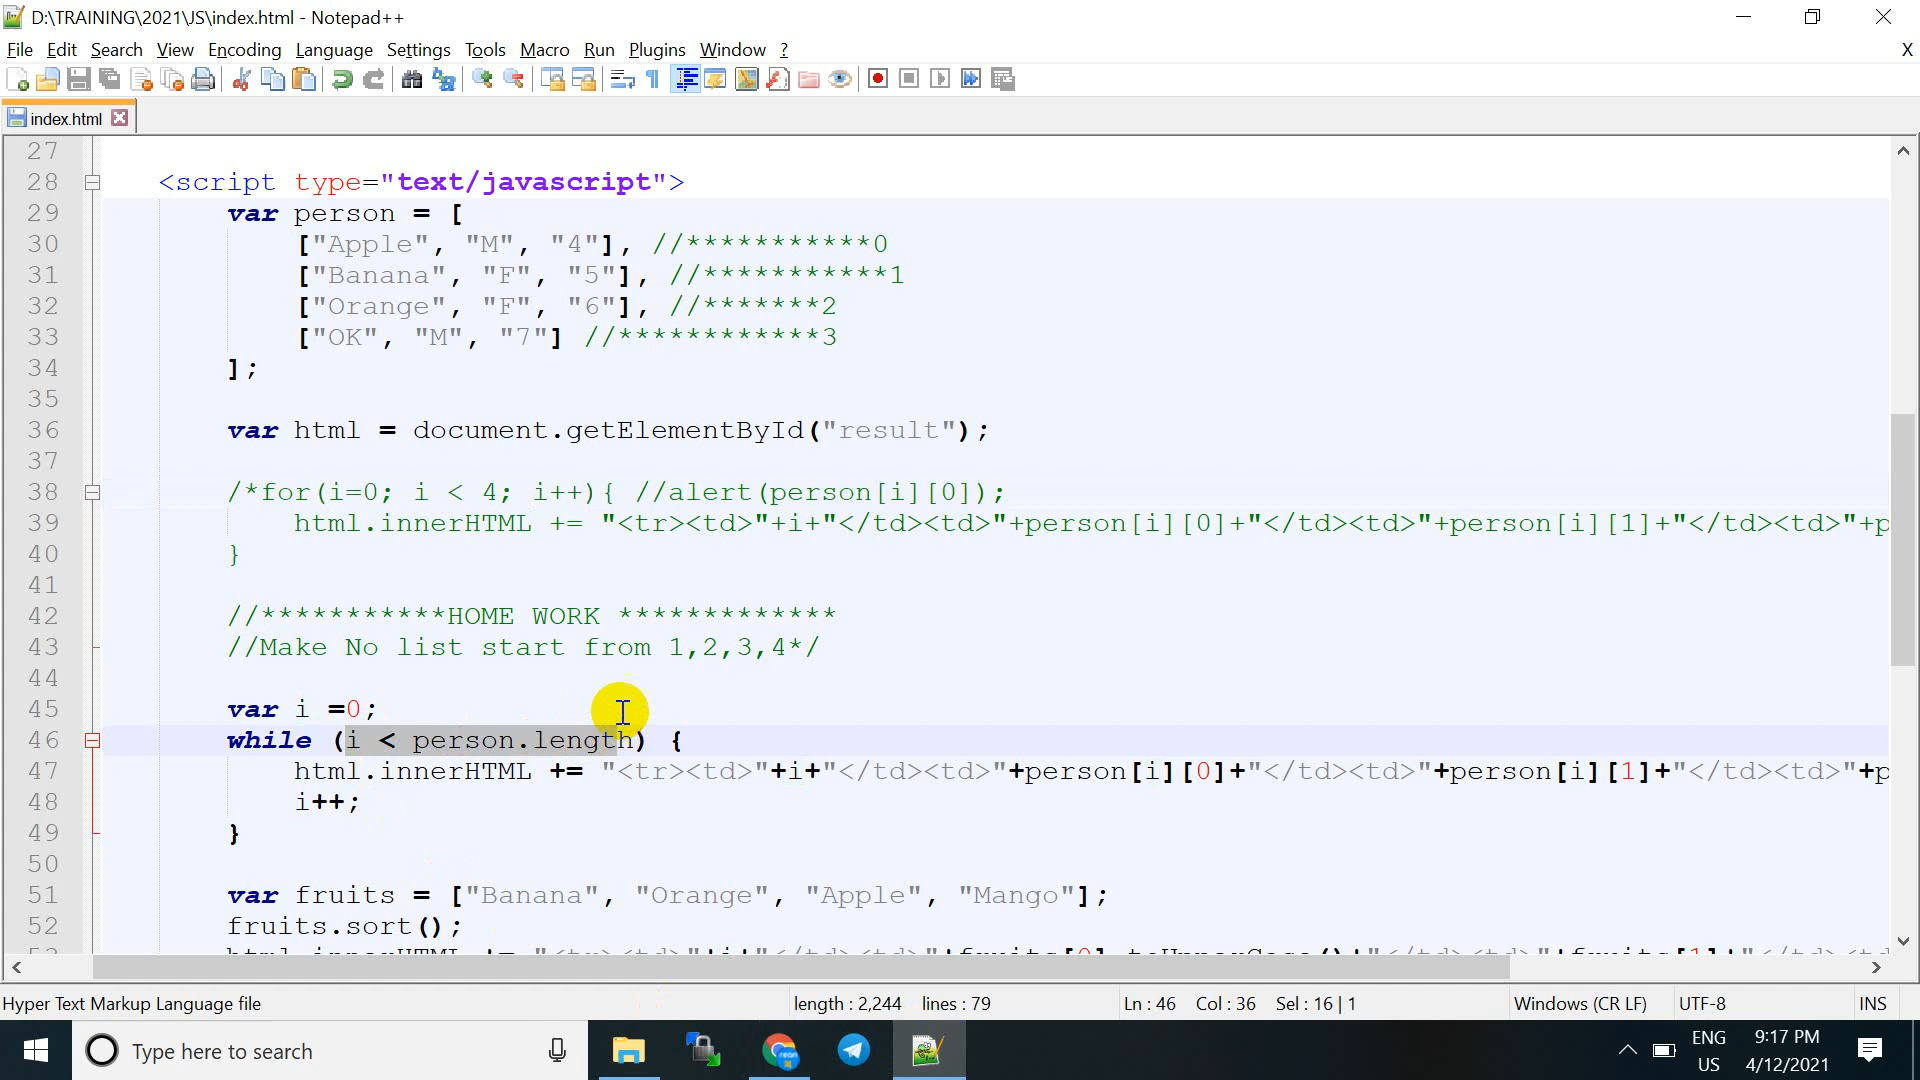 D:\TRAINING\2021\JS\index.html - Notepad++
File Edit Search View Encoding Language Settings Tools Macro Run Plugins Window ? X
index.html
27
28 <script type="text/javascript">
29 var person = [
30 ["Apple", "M", "4"], //***********0
31 ["Banana", "F", "5"], //***********1
32 ["Orange", "F", "6"], //*******2
33 ["OK", "M", "7"] //************3
34 ];
35
36 var html = document.getElementById("result");
37
38 /*for(i=0; i < 4; i++){ //alert(person[i][0]);
39 html.innerHTML += "<tr><td>"+i+"</td><td>"+person[i][0]+"</td><td>"+person[i][1]+"</td><td>"+p
40 }
41
42 //***********HOME WORK *************
43 //Make No list start from 1,2,3,4*/
44
45 var i =0;
46 while (i < person.length) {
47 html.innerHTML += "<tr><td>"+i+"</td><td>"+person[i][0]+"</td><td>"+person[i][1]+"</td><td>"+p
48 i++;
49 }
50
51 var fruits = ["Banana", "Orange", "Apple", "Mango"];
52 fruits.sort();
Hyper Text Markup Language file length : 2,244 lines : 79 Ln : 46 Col : 36 Sel : 16 | 1 Windows (CR LF) UTF-8 INS
Type here to search
ENG
US
9:17 PM
4/12/2021